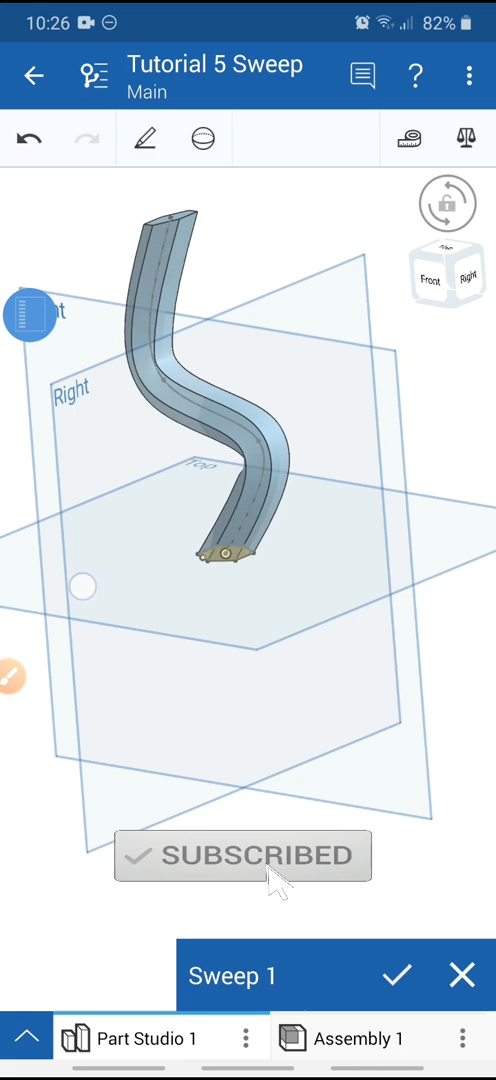 10:26 82%
Tutorial 5 Sweep
Main
Top
Front Right
Right
Top
SUBSCRIBED
Sweep 1
Part Studio 1 Assembly 1